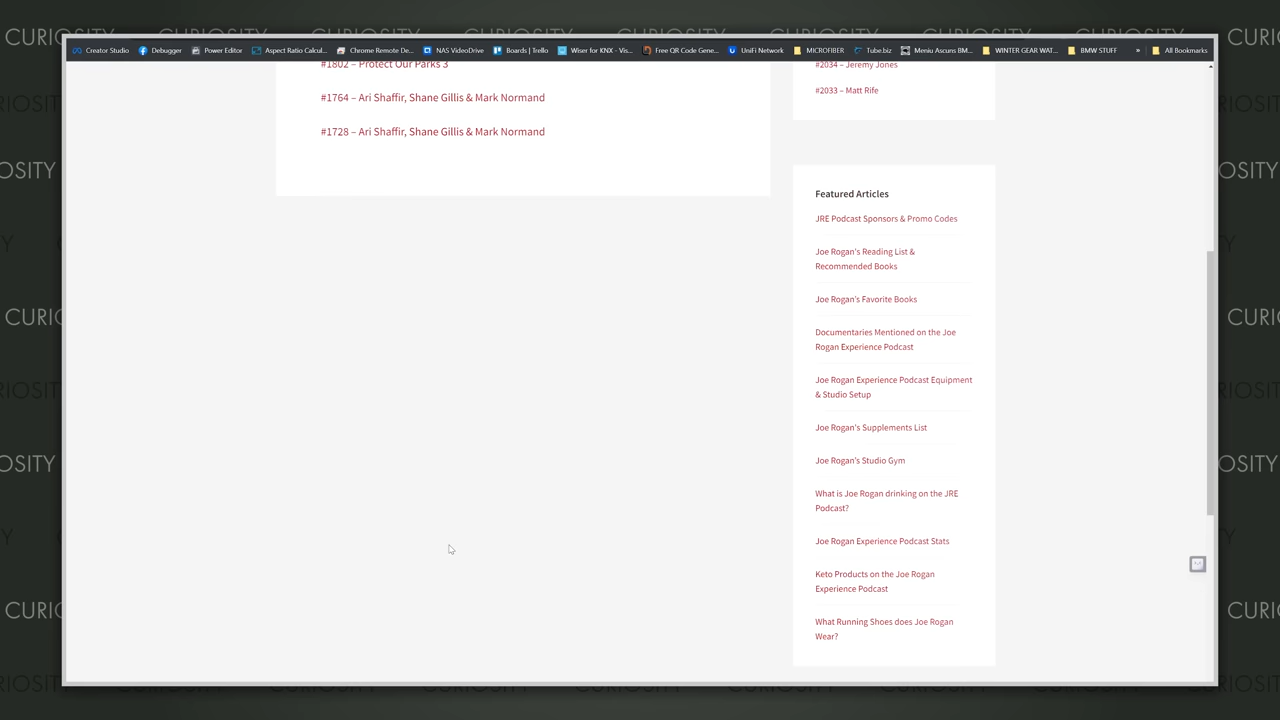 CURIOSITY CURIOSITY CURIOSITY CURIOSITY CURIOSITY CURIOSITY
Creator Studio Debugger Power Editor Aspect Ratio Calcul... Chrome Remote De... NAS VideoDrive Boards | Trello Wiser for KNX - Vis... Free QR Code Gene... UniFi Network MICROFIBER Tube.biz Meniu Ascuns BM... WINTER GEAR WAT... BMW STUFF » All Bookmarks
#1802 – Protect Our Parks 3
#1764 – Ari Shaffir, Shane Gillis & Mark Normand
#1728 – Ari Shaffir, Shane Gillis & Mark Normand
#2034 – Jeremy Jones
#2033 – Matt Rife
Featured Articles
JRE Podcast Sponsors & Promo Codes
Joe Rogan's Reading List &
Recommended Books
Joe Rogan's Favorite Books
Documentaries Mentioned on the Joe
Rogan Experience Podcast
Joe Rogan Experience Podcast Equipment
& Studio Setup
Joe Rogan's Supplements List
Joe Rogan's Studio Gym
What is Joe Rogan drinking on the JRE
Podcast?
Joe Rogan Experience Podcast Stats
Keto Products on the Joe Rogan
Experience Podcast
What Running Shoes does Joe Rogan
Wear?